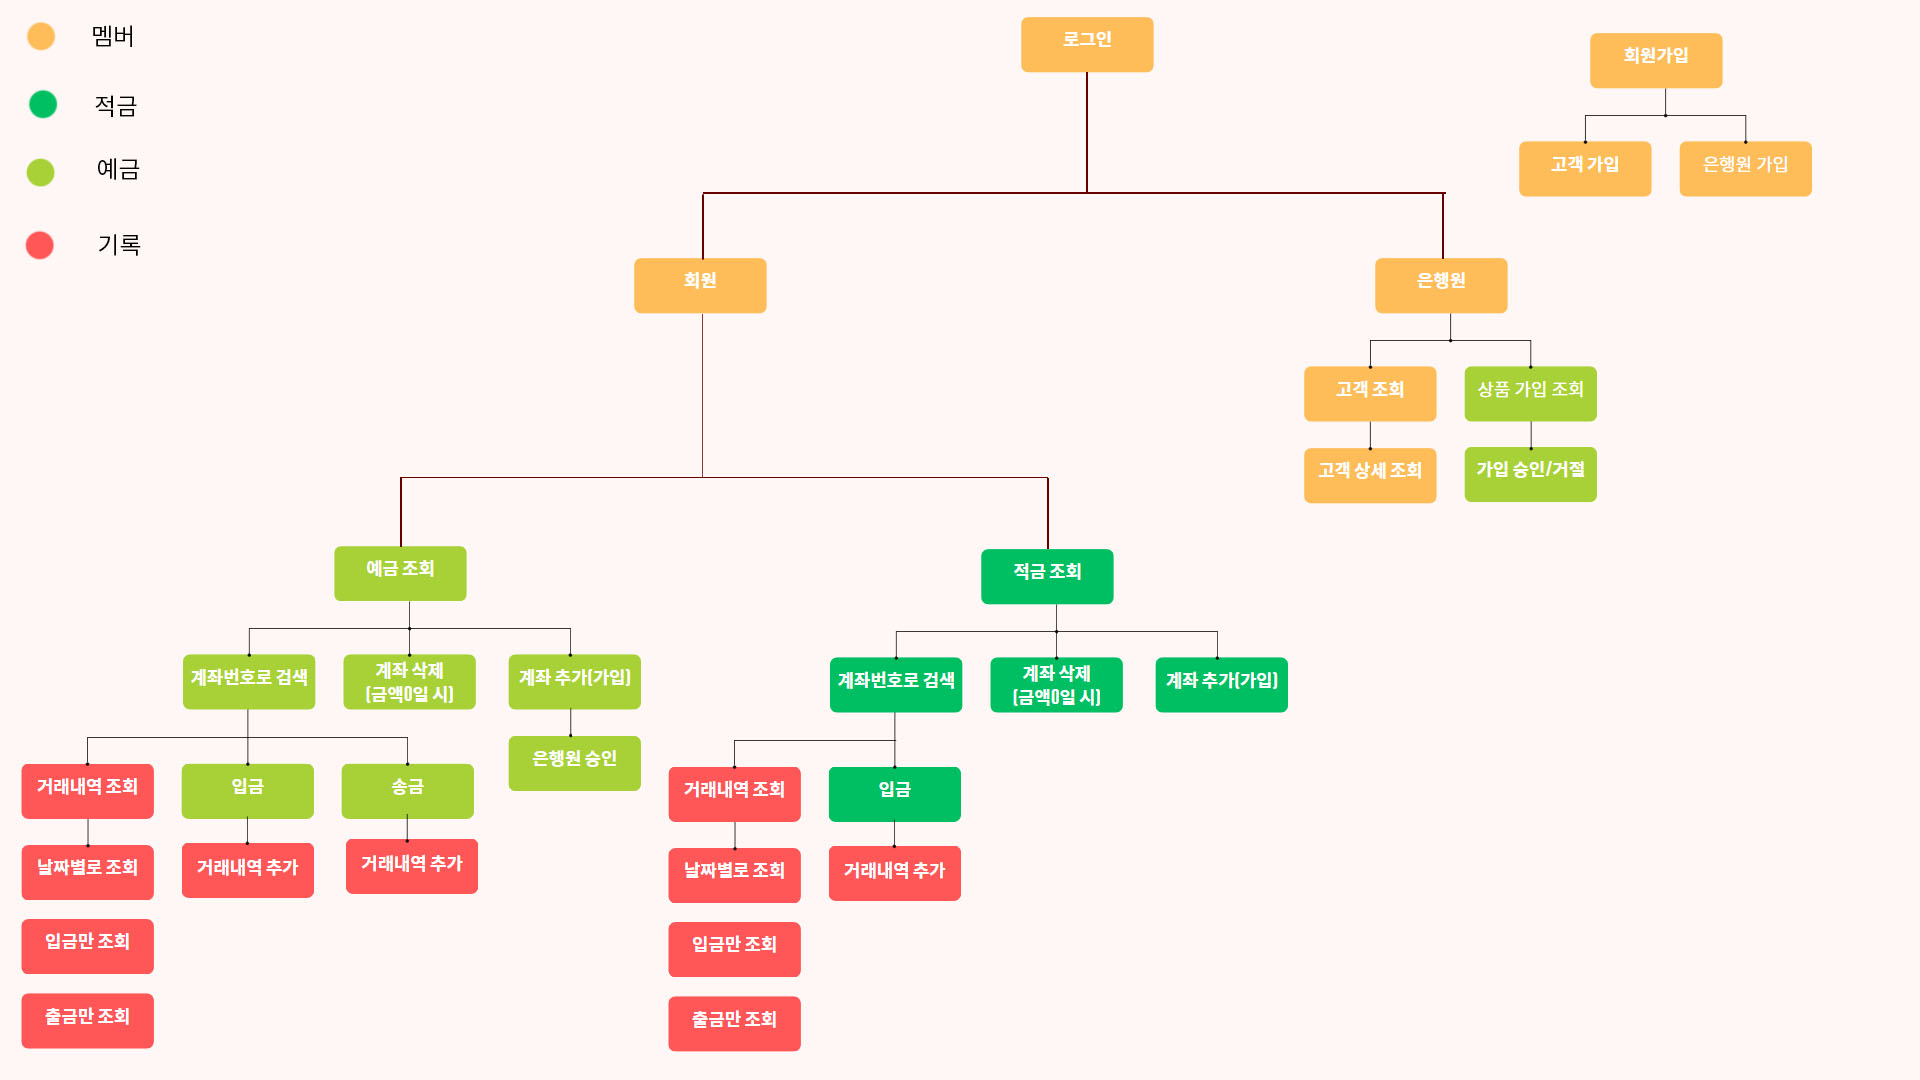 멤버
적금
예금
기록
로그인
회원가입
고객 가입
은행원 가입
회원
은행원
고객 조회
상품 가입 조회
고객 상세 조회
가입 승인/거절
예금 조회
적금 조회
계좌번호로 검색
계좌 삭제
(금액0일 시)
계좌 추가(가입)
계좌번호로 검색
계좌 삭제
(금액0일 시)
계좌 추가(가입)
은행원 승인
거래내역 조회
입금
송금
거래내역 조회
입금
날짜별로 조회
거래내역 추가
거래내역 추가
날짜별로 조회
거래내역 추가
입금만 조회
입금만 조회
출금만 조회
출금만 조회